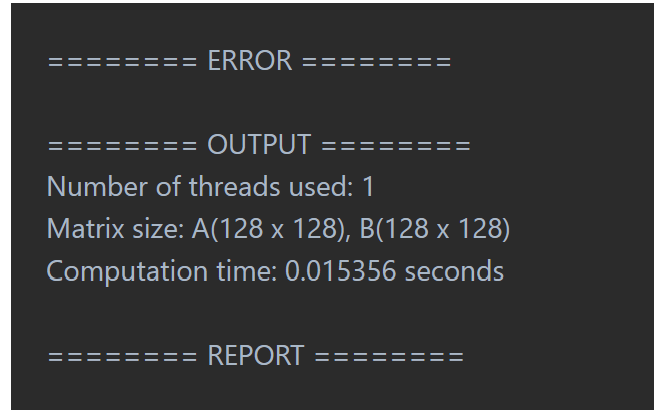 ======== ERROR ========
======== OUTPUT ========
Number of threads used: 1
Matrix size: A(128 x 128), B(128 x 128)
Computation time: 0.015356 seconds
======== REPORT ========